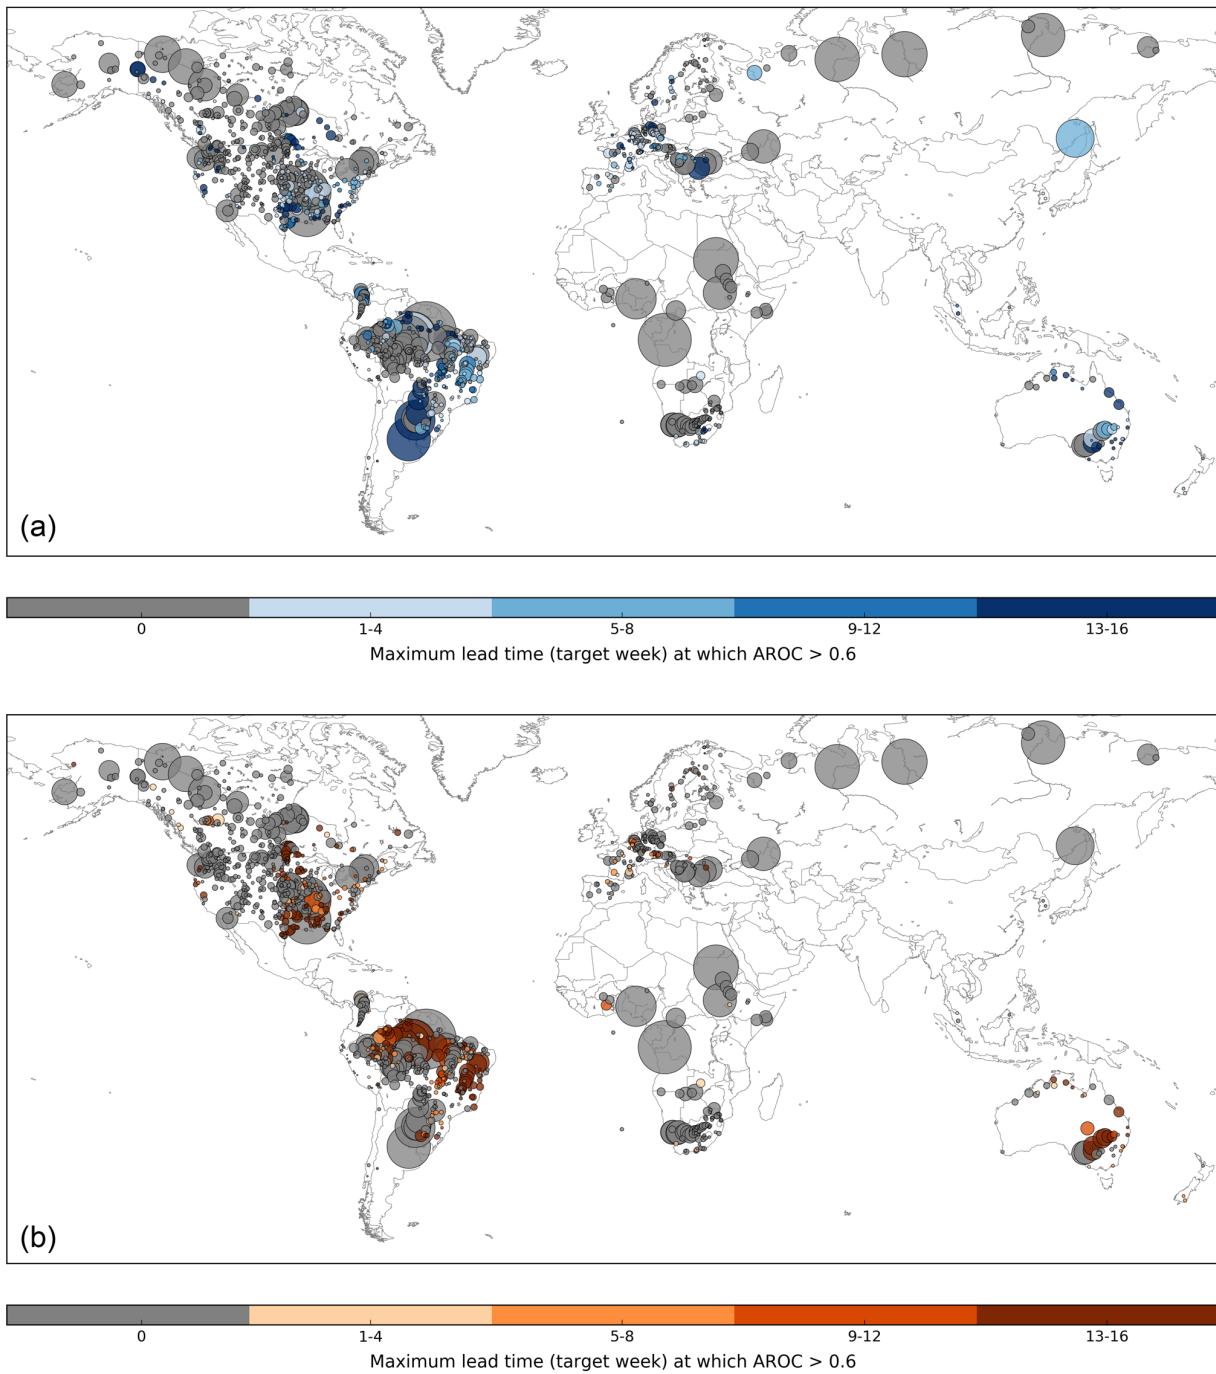 (a)
0 1-4 5-8 9-12 13-16
Maximum lead time (target week) at which AROC > 0.6
(b)
0 1-4 5-8 9-12 13-16
Maximum lead time (target week) at which AROC > 0.6